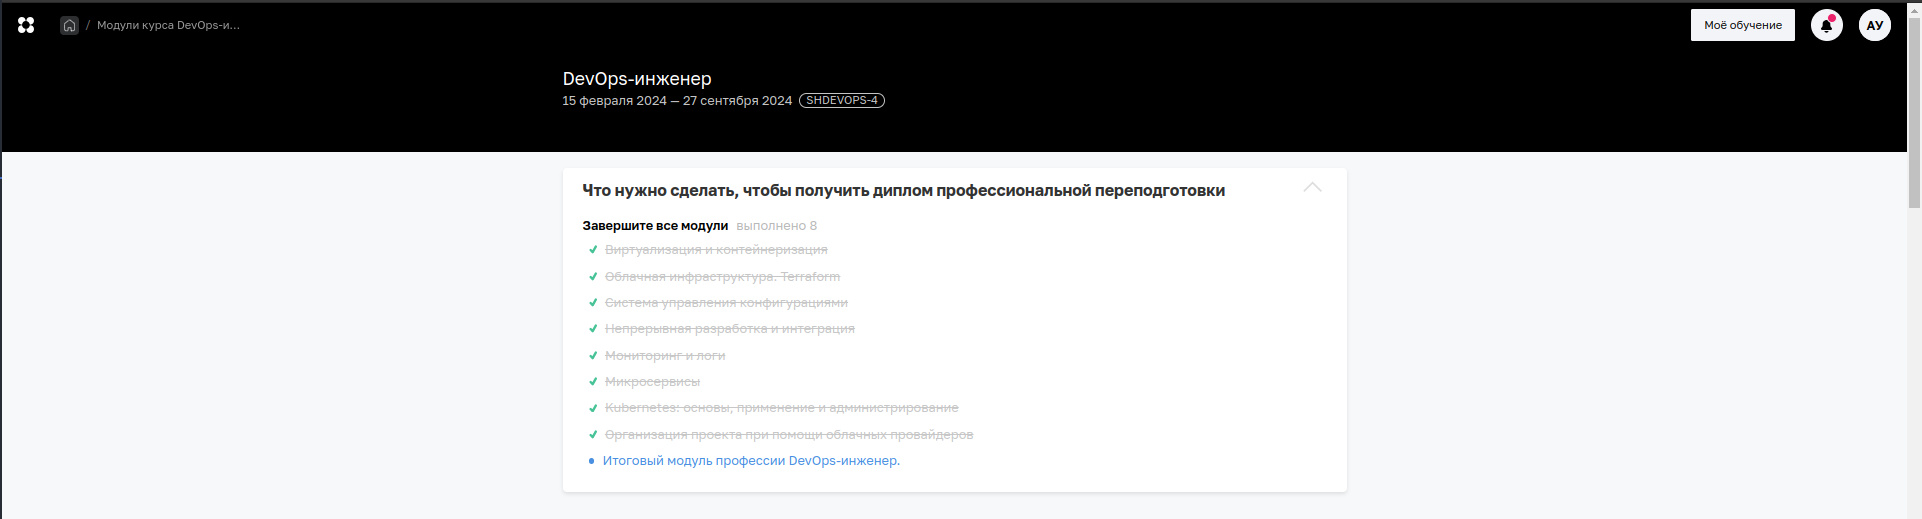 / Модули курса DevOps-и...
Моё обучение
АУ
DevOps-инженер
15 февраля 2024 — 27 сентября 2024 SHDEVOPS-4
Что нужно сделать, чтобы получить диплом профессиональной переподготовки
Завершите все модули выполнено 8
Виртуализация и контейнеризация
Облачная инфраструктура. Terraform
Система управления конфигурациями
Непрерывная разработка и интеграция
Мониторинг и логи
Микросервисы
Kubernetes: основы, применение и администрирование
Организация проекта при помощи облачных провайдеров
Итоговый модуль профессии DevOps-инженер.